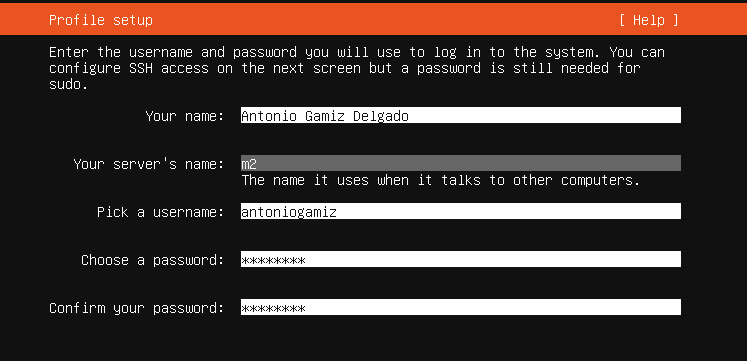 Profile setup [ Help ]
Enter the username and password you will use to log in to the system. You can
configure SSH access on the next screen but a password is still needed for
sudo.
Your name: Antonio Gamiz Delgado
Your server's name: m2
The name it uses when it talks to other computers.
Pick a username: antoniogamiz
Choose a password: ********
Confirm your password: ********